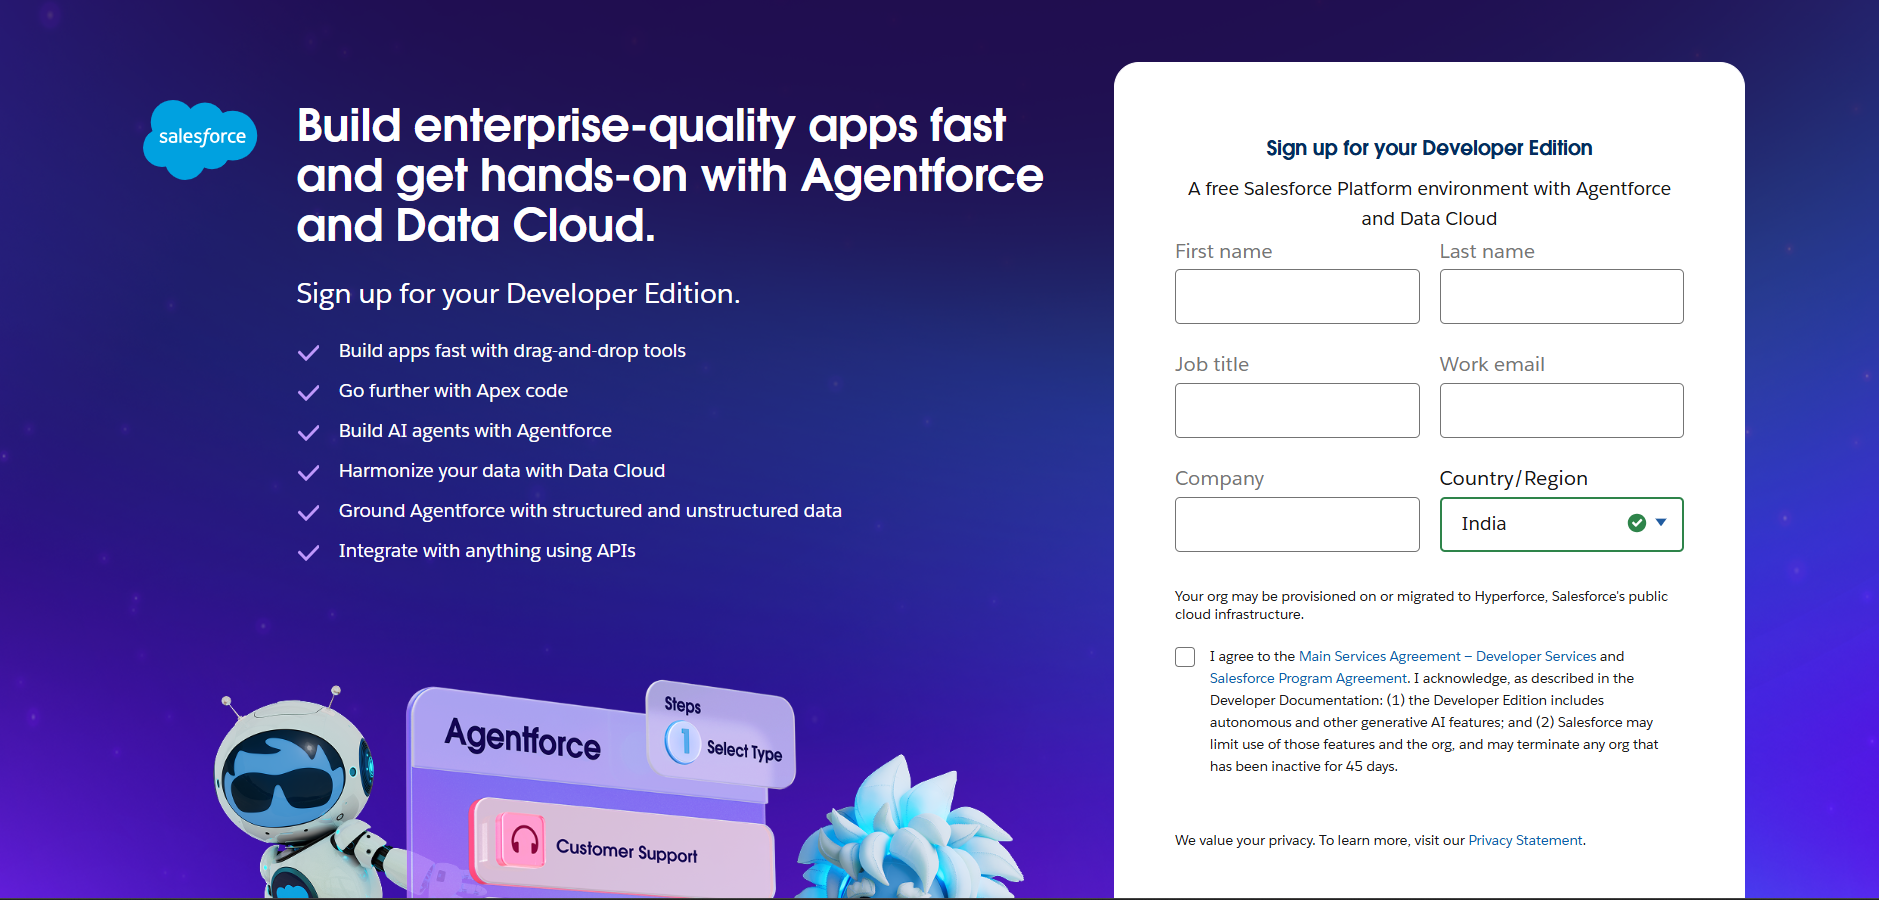 salesforce
Build enterprise-quality apps fast
and get hands-on with Agentforce
and Data Cloud.
Sign up for your Developer Edition.
Build apps fast with drag-and-drop tools
Go further with Apex code
Build AI agents with Agentforce
Harmonize your data with Data Cloud
Ground Agentforce with structured and unstructured data
Integrate with anything using APIs
Agentforce
Steps
1 Select Type
Customer Support
Sign up for your Developer Edition
A free Salesforce Platform environment with Agentforce
and Data Cloud
First name
Last name
Job title
Work email
Company
Country/Region
India
Your org may be provisioned on or migrated to Hyperforce, Salesforce's public
cloud infrastructure.
I agree to the Main Services Agreement – Developer Services and
Salesforce Program Agreement. I acknowledge, as described in the
Developer Documentation: (1) the Developer Edition includes
autonomous and other generative AI features; and (2) Salesforce may
limit use of those features and the org, and may terminate any org that
has been inactive for 45 days.
We value your privacy. To learn more, visit our Privacy Statement.